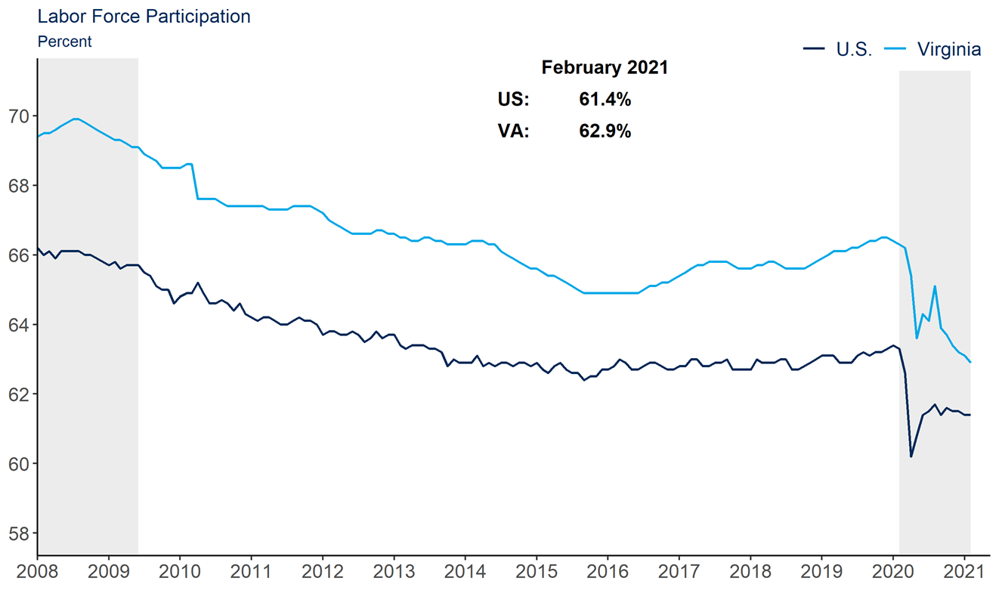 Labor Force Participation
Percent
U.S. Virginia
February 2021
US: 61.4%
VA: 62.9%
70
68
66
64
62
60
58
2008 2009 2010 2011 2012 2013 2014 2015 2016 2017 2018 2019 2020 2021